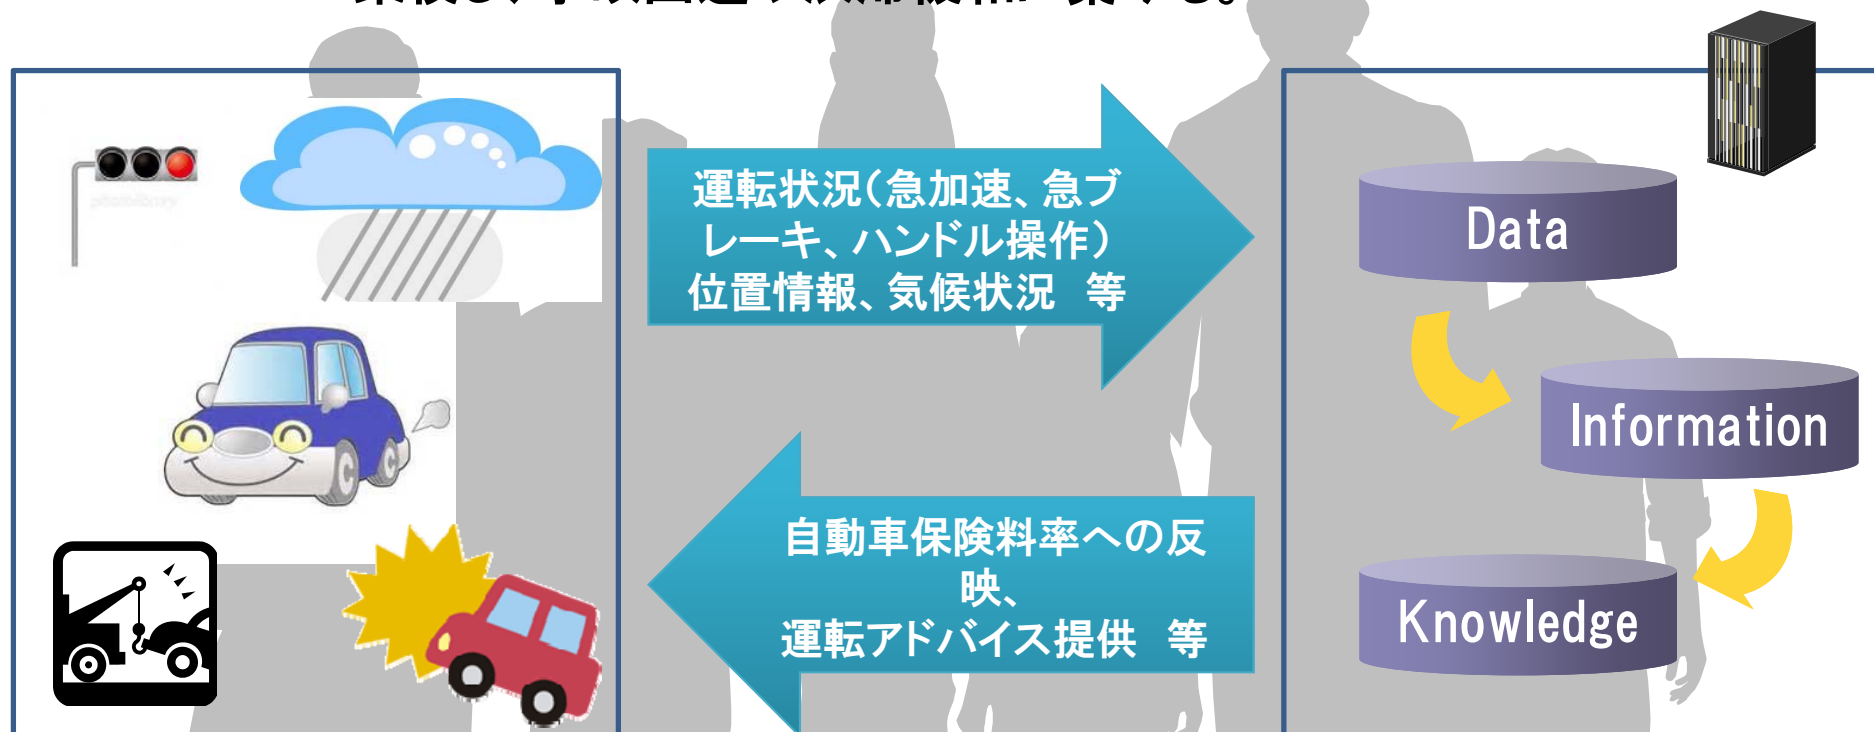 運転状況（急加速、急ブ
レーキ、ハンドル操作）
位置情報、気候状況　等
Data
Information
自動車保険料率への反
映、
運転アドバイス提供　等
Knowledge